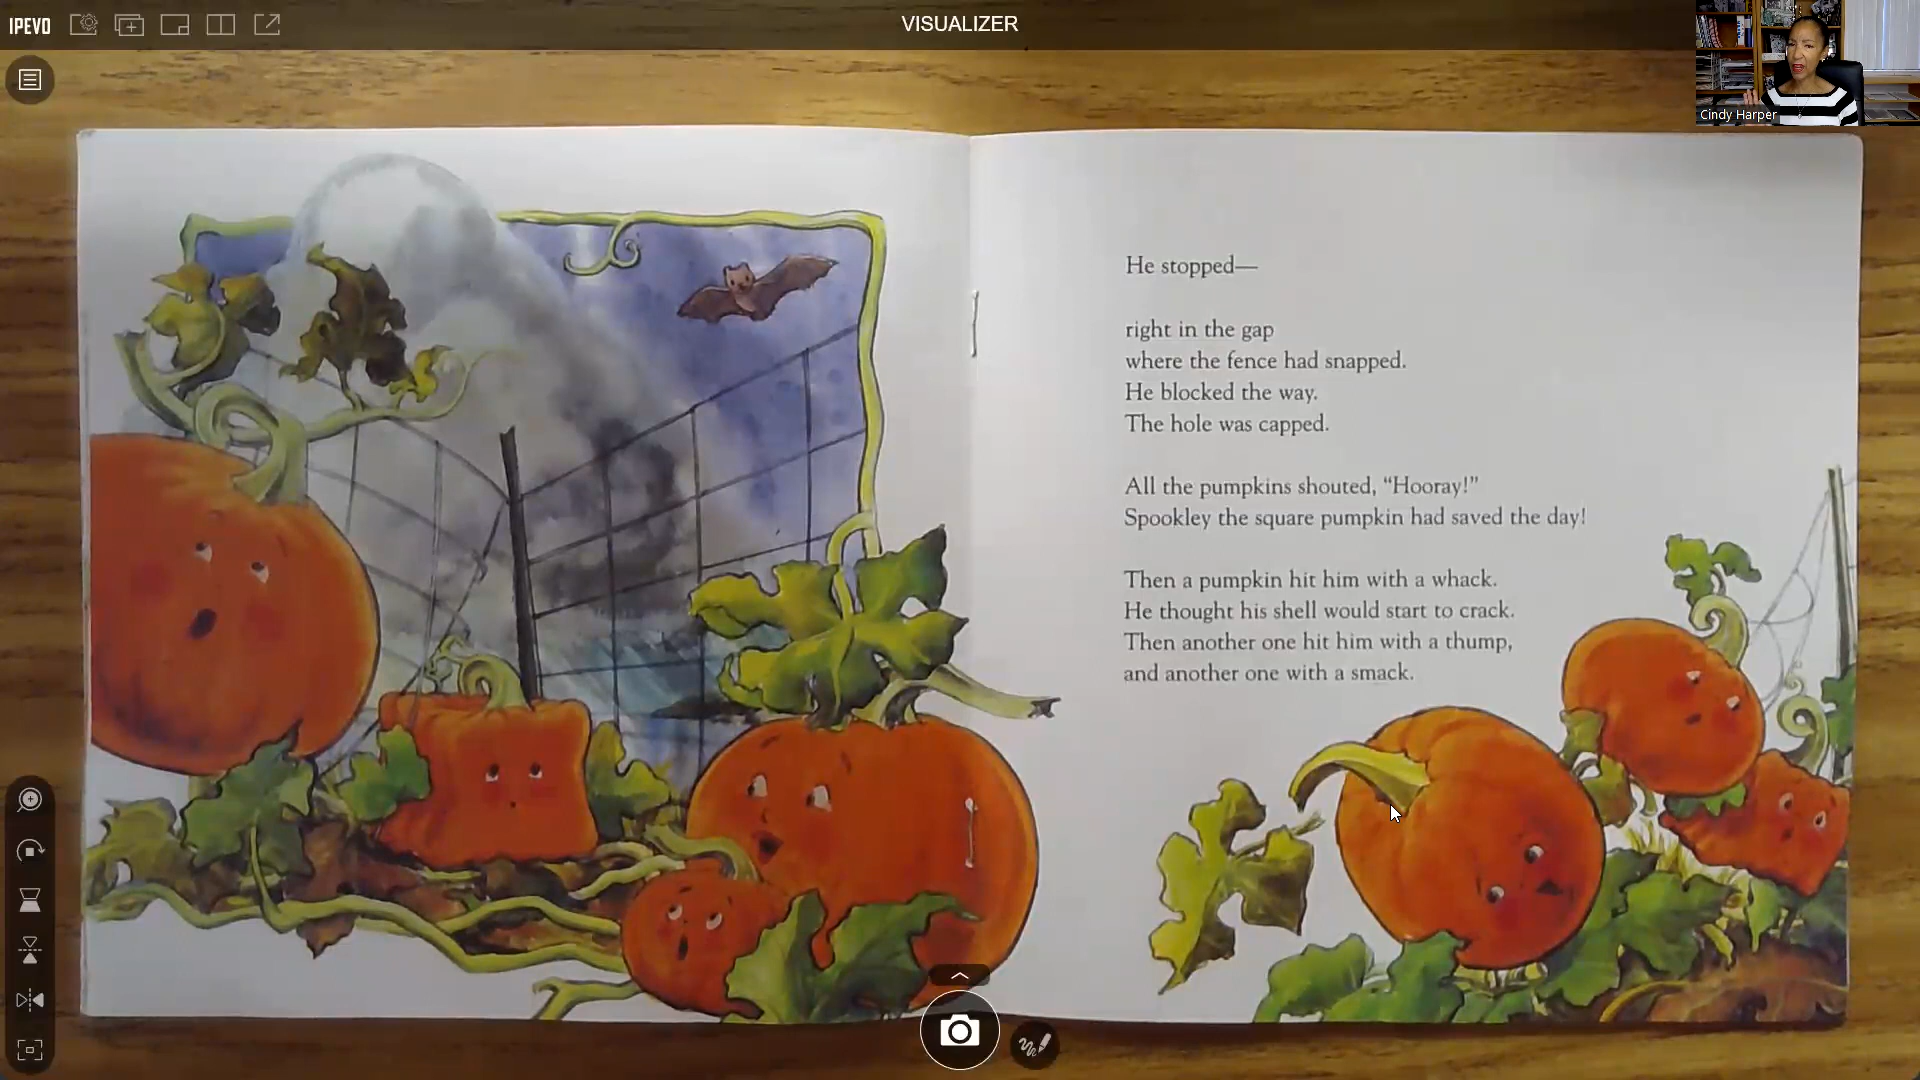 IPEVO
VISUALIZER
Cindy Harper
He stopped—
right in the gap
where the fence had snapped.
He blocked the way.
The hole was capped.
All the pumpkins shouted, “Hooray!”
Spookley the square pumpkin had saved the day!
Then a pumpkin hit him with a whack.
He thought his shell would start to crack.
Then another one hit him with a thump,
and another one with a smack.